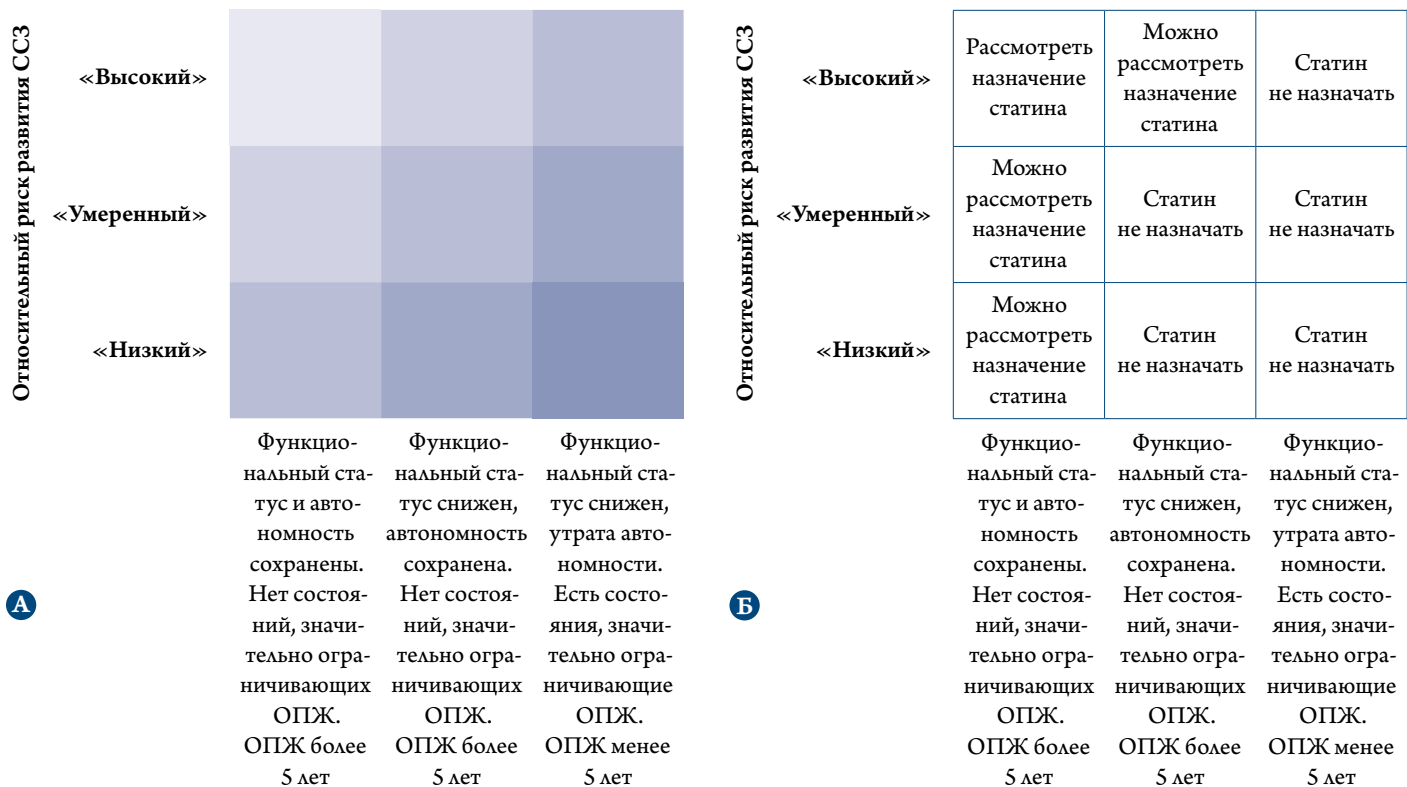 Относительный риск развития ССЗ
«Высокий»
«Умеренный»
«Низкий»
Функцио-
нальный ста-
тус и авто-
номность
сохранены.
Нет состоя-
ний, значи-
тельно огра-
ничивающих
ОПЖ.
ОПЖ более
5 лет
Функцио-
нальный ста-
тус снижен,
автономность
сохранена.
Нет состоя-
ний, значи-
тельно огра-
ничивающих
ОПЖ.
ОПЖ более
5 лет
Функцио-
нальный ста-
тус снижен,
утрата авто-
номности.
Есть состо-
яния, значи-
тельно огра-
ничивающие
ОПЖ.
ОПЖ менее
5 лет
А
Относительный риск развития ССЗ
«Высокий»
Рассмотреть
назначение
статина
Можно
рассмотреть
назначение
статина
Статин
не назначать
«Умеренный»
Можно
рассмотреть
назначение
статина
Статин
не назначать
Статин
не назначать
«Низкий»
Можно
рассмотреть
назначение
статина
Статин
не назначать
Статин
не назначать
Функцио-
нальный ста-
тус и авто-
номность
сохранены.
Нет состоя-
ний, значи-
тельно огра-
ничивающих
ОПЖ.
ОПЖ более
5 лет
Функцио-
нальный ста-
тус снижен,
автономность
сохранена.
Нет состоя-
ний, значи-
тельно огра-
ничивающих
ОПЖ.
ОПЖ более
5 лет
Функцио-
нальный ста-
тус снижен,
утрата авто-
номности.
Есть состо-
яния, значи-
тельно огра-
ничивающие
ОПЖ.
ОПЖ менее
5 лет
Б